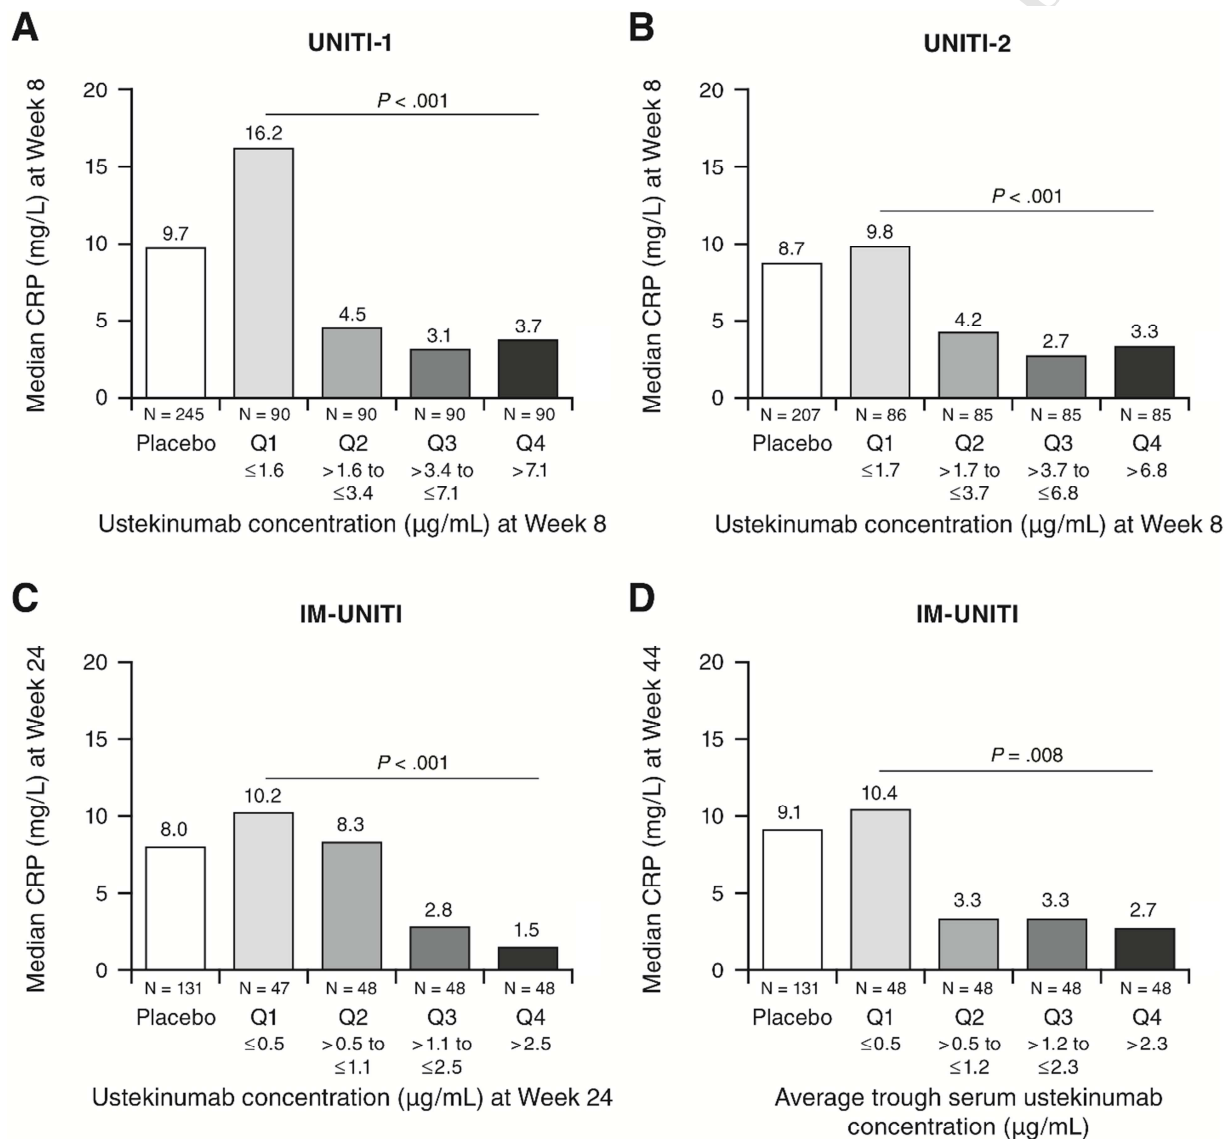 A
UNITI-1
Median CRP (mg/L) at Week 8
20
15
10
5
0
P < .001
9.7
16.2
4.5
3.1
3.7
N = 245 N = 90 N = 90 N = 90 N = 90
Placebo Q1 Q2 Q3 Q4
≤1.6 >1.6 to >3.4 to >7.1
≤3.4 ≤7.1
Ustekinumab concentration (µg/mL) at Week 8
B
UNITI-2
Median CRP (mg/L) at Week 8
20
15
10
5
0
P < .001
8.7
9.8
4.2
2.7
3.3
N = 207 N = 86 N = 85 N = 85 N = 85
Placebo Q1 Q2 Q3 Q4
≤1.7 >1.7 to >3.7 to >6.8
≤3.7 ≤6.8
Ustekinumab concentration (µg/mL) at Week 8
C
IM-UNITI
Median CRP (mg/L) at Week 24
20
15
10
5
0
P < .001
8.0
10.2
8.3
2.8
1.5
N = 131 N = 47 N = 48 N = 48 N = 48
Placebo Q1 Q2 Q3 Q4
≤0.5 >0.5 to >1.1 to >2.5
≤1.1 ≤2.5
Ustekinumab concentration (µg/mL) at Week 24
D
IM-UNITI
Median CRP (mg/L) at Week 44
20
15
10
5
0
P = .008
9.1
10.4
3.3
3.3
2.7
N = 131 N = 48 N = 48 N = 48 N = 48
Placebo Q1 Q2 Q3 Q4
≤0.5 >0.5 to >1.2 to >2.3
≤1.2 ≤2.3
Average trough serum ustekinumab
concentration (µg/mL)